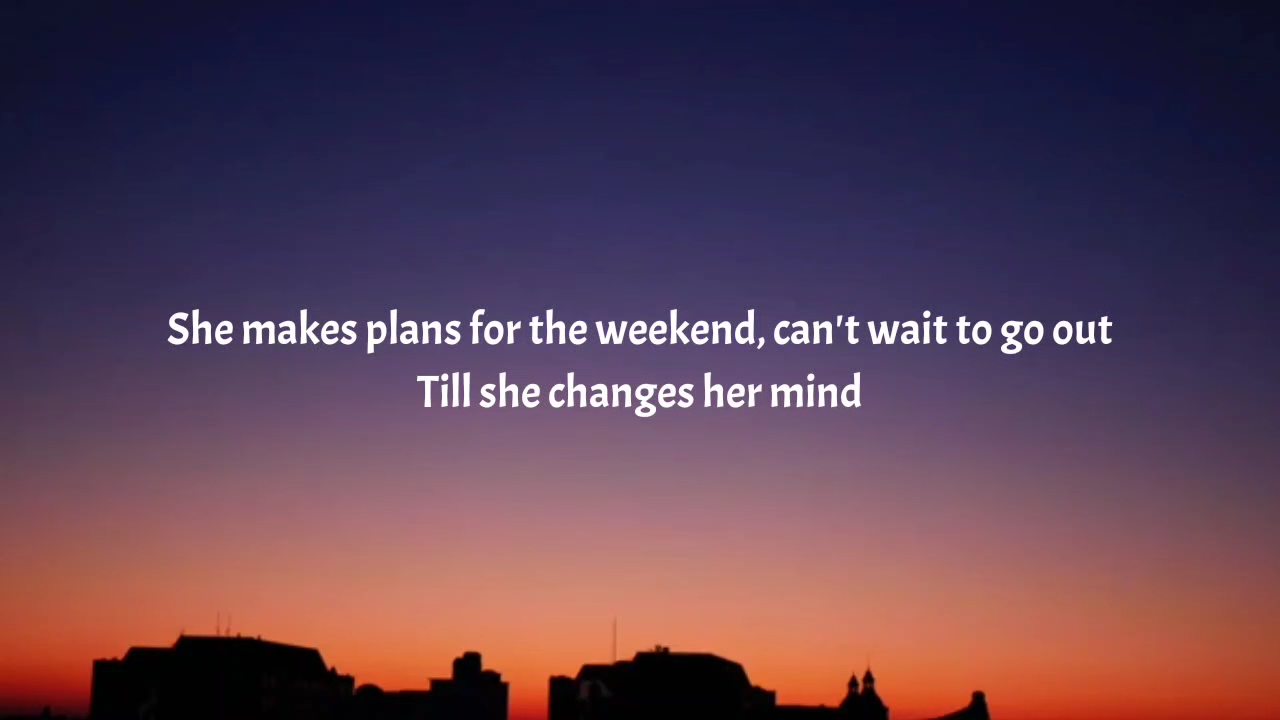 She makes plans for the weekend, can't wait to go out
Till she changes her mind